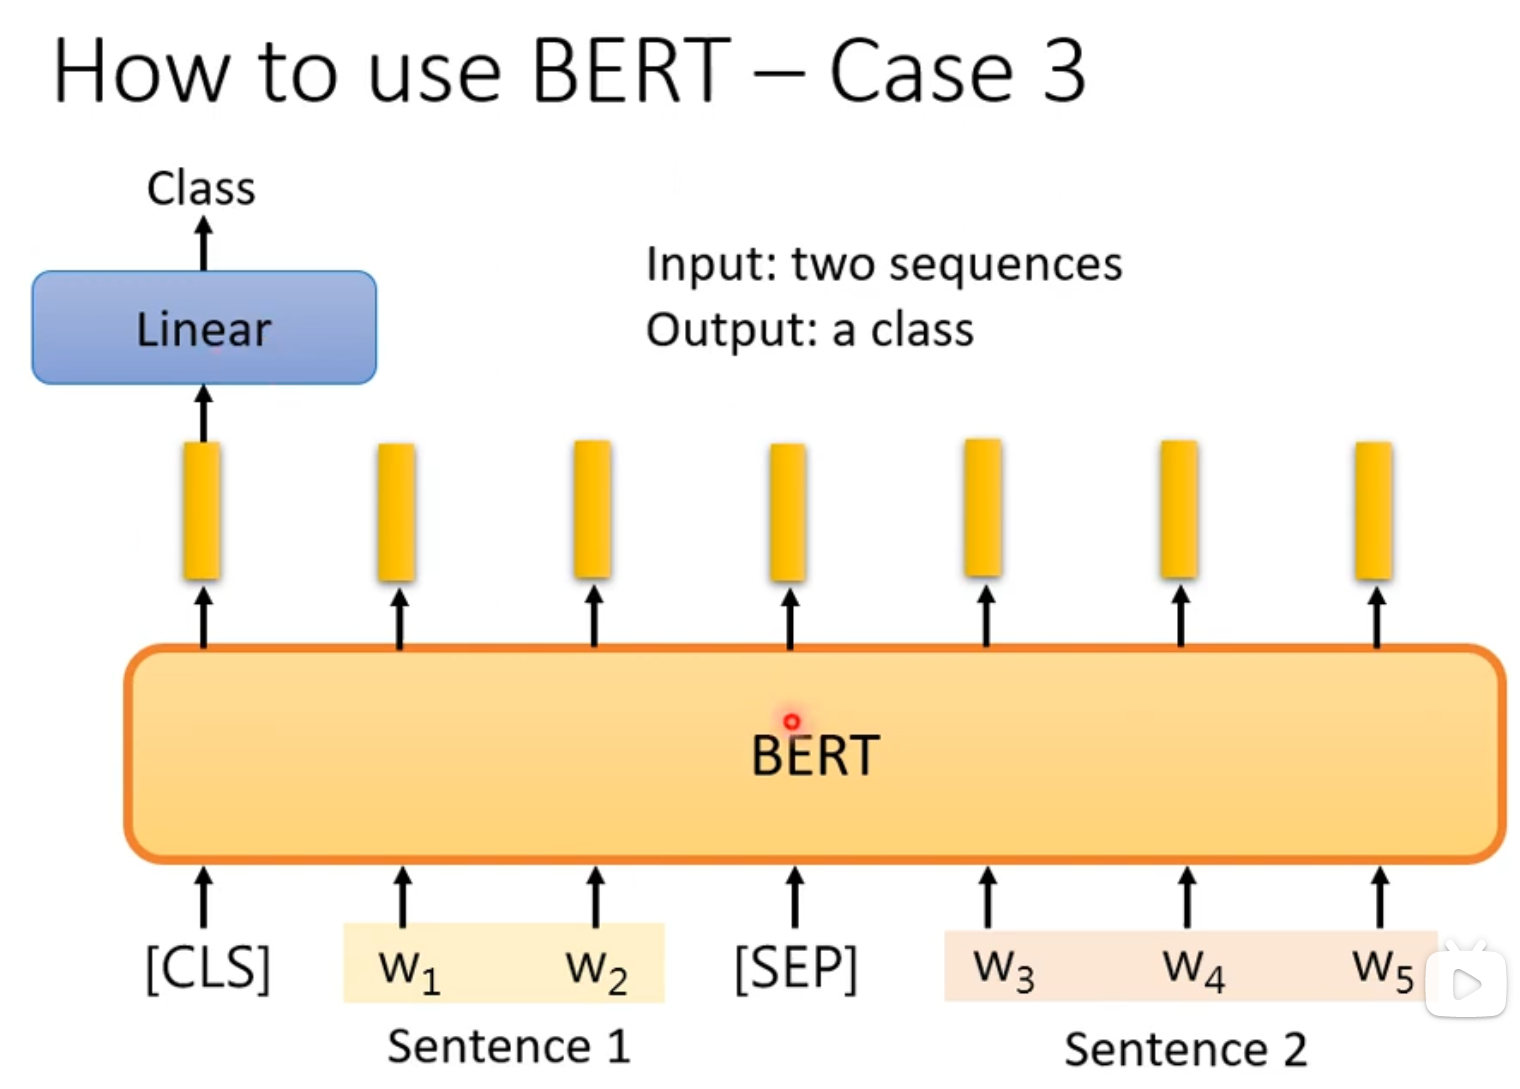 How to use BERT – Case 3
Class
Linear
Input: two sequences
Output: a class
BERT
[CLS] w₁ w₂ [SEP] w₃ w₄ w₅
Sentence 1 Sentence 2